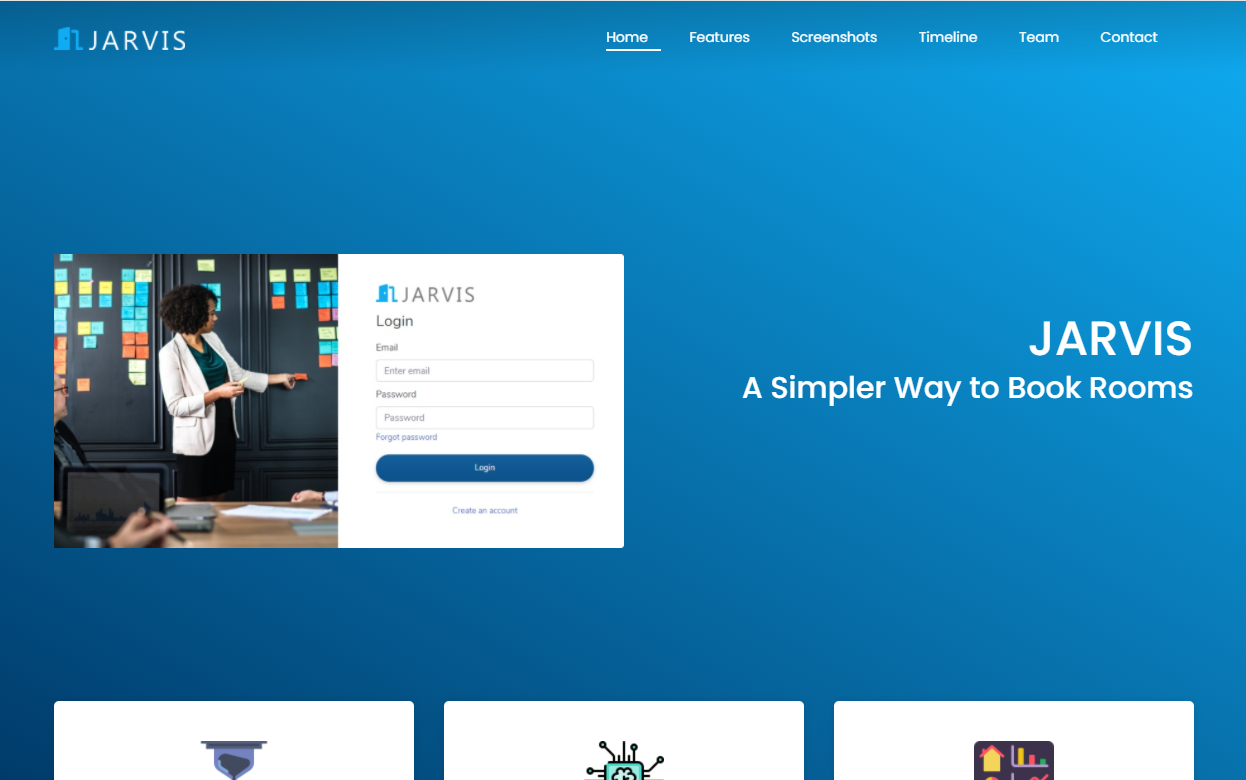 JARVIS
Home Features Screenshots Timeline Team Contact
JARVIS
Login
Email
Enter email
Password
Password
Forgot password
Login
Create an account
JARVIS
A Simpler Way to Book Rooms